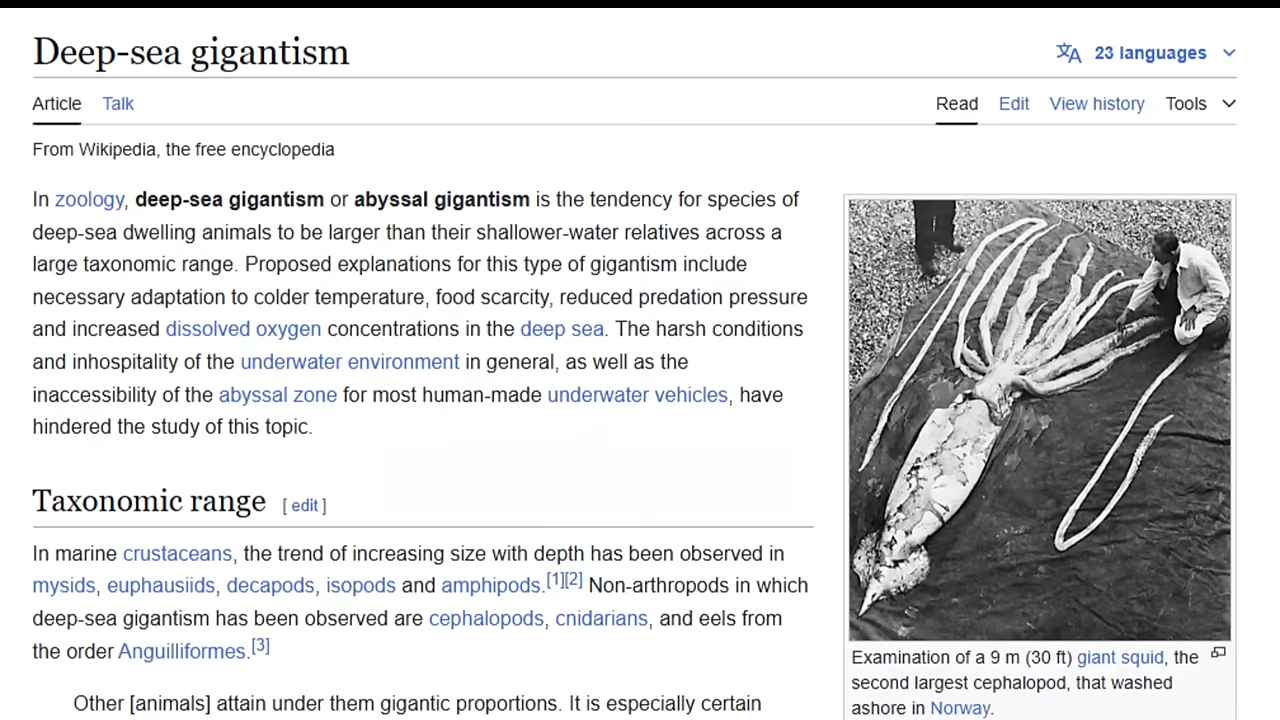 Deep-sea gigantism
23 languages
Article Talk
Read Edit View history Tools
From Wikipedia, the free encyclopedia
In zoology, deep-sea gigantism or abyssal gigantism is the tendency for species of
deep-sea dwelling animals to be larger than their shallower-water relatives across a
large taxonomic range. Proposed explanations for this type of gigantism include
necessary adaptation to colder temperature, food scarcity, reduced predation pressure
and increased dissolved oxygen concentrations in the deep sea. The harsh conditions
and inhospitality of the underwater environment in general, as well as the
inaccessibility of the abyssal zone for most human-made underwater vehicles, have
hindered the study of this topic.
Taxonomic range [ edit ]
In marine crustaceans, the trend of increasing size with depth has been observed in
mysids, euphausiids, decapods, isopods and amphipods.[1][2] Non-arthropods in which
deep-sea gigantism has been observed are cephalopods, cnidarians, and eels from
the order Anguilliformes.[3]
Other [animals] attain under them gigantic proportions. It is especially certain
Examination of a 9 m (30 ft) giant squid, the
second largest cephalopod, that washed
ashore in Norway.